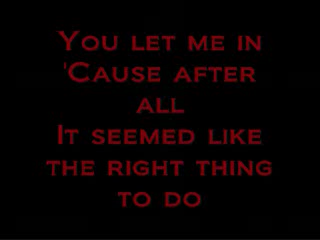 You let me in
'Cause after
all
It seemed like
the right thing
to do